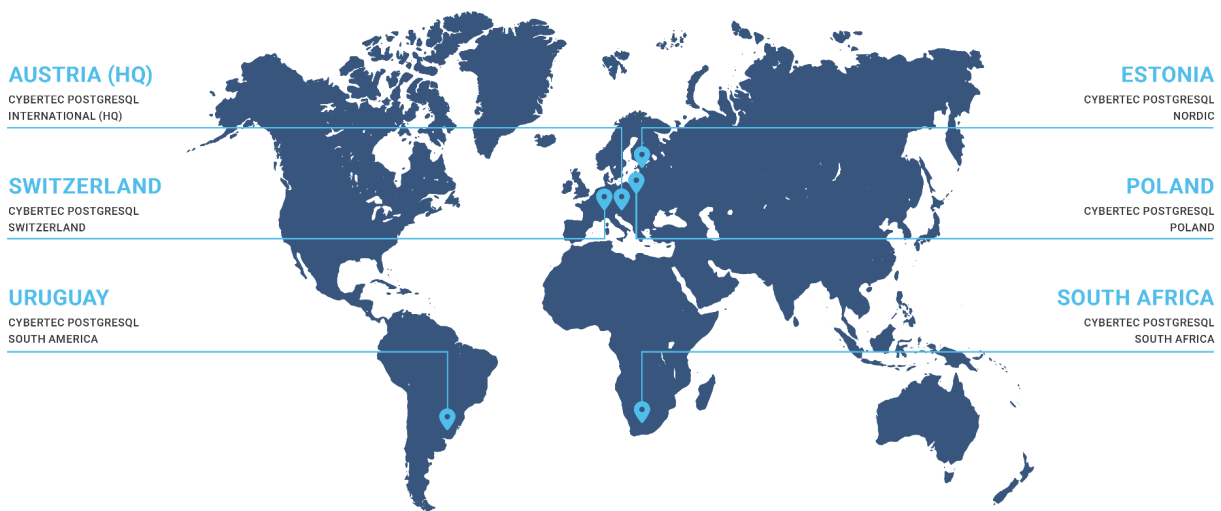 AUSTRIA (HQ)
CYBERTEC POSTGRESQL
INTERNATIONAL (HQ)
SWITZERLAND
CYBERTEC POSTGRESQL
SWITZERLAND
URUGUAY
CYBERTEC POSTGRESQL
SOUTH AMERICA
ESTONIA
CYBERTEC POSTGRESQL
NORDIC
POLAND
CYBERTEC POSTGRESQL
POLAND
SOUTH AFRICA
CYBERTEC POSTGRESQL
SOUTH AFRICA